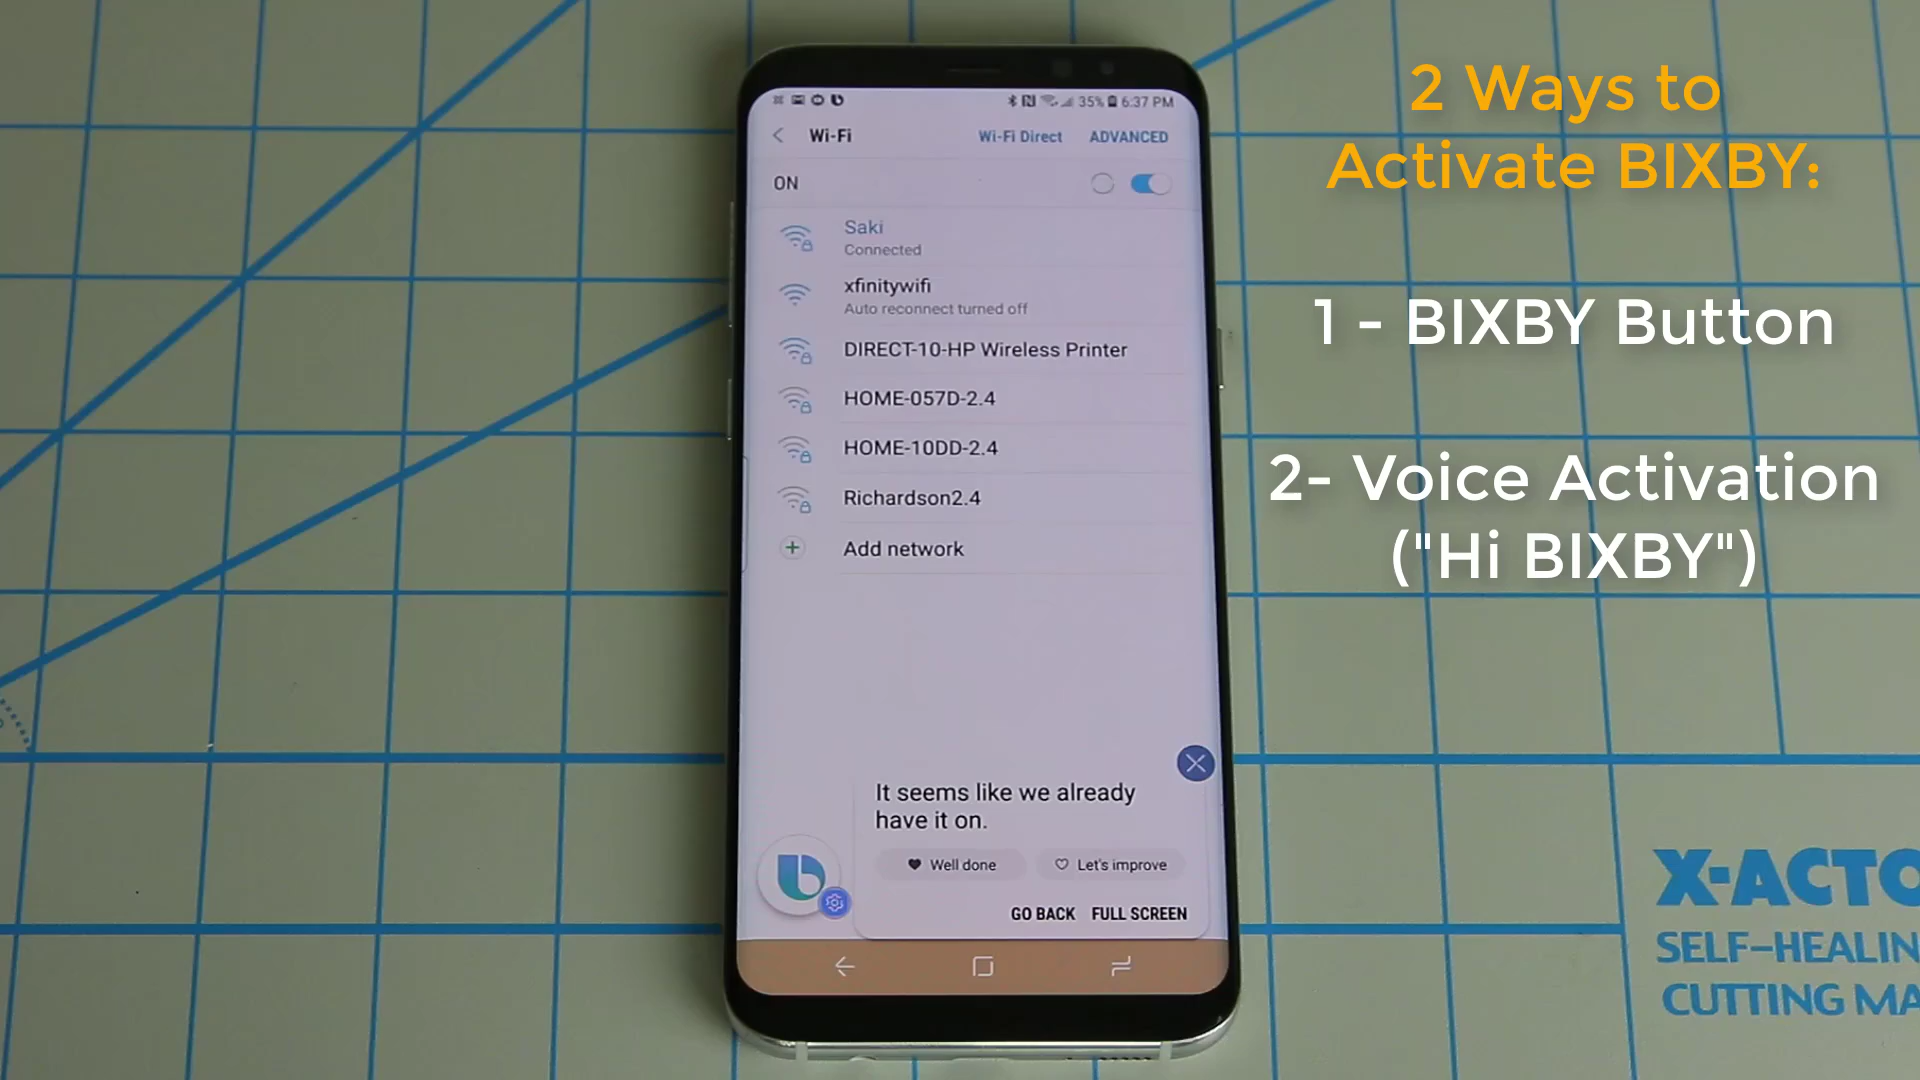 35% 6:37 PM
Wi-Fi Wi-Fi Direct ADVANCED
ON
Saki
Connected
xfinitywifi
Auto reconnect turned off
DIRECT-10-HP Wireless Printer
HOME-057D-2.4
HOME-10DD-2.4
Richardson2.4
Add network
It seems like we already
have it on.
Well done Let's improve
GO BACK FULL SCREEN
2 Ways to
Activate BIXBY:
1 - BIXBY Button
2- Voice Activation
("Hi BIXBY")
X-ACTO
SELF-HEALIN
CUTTING MA